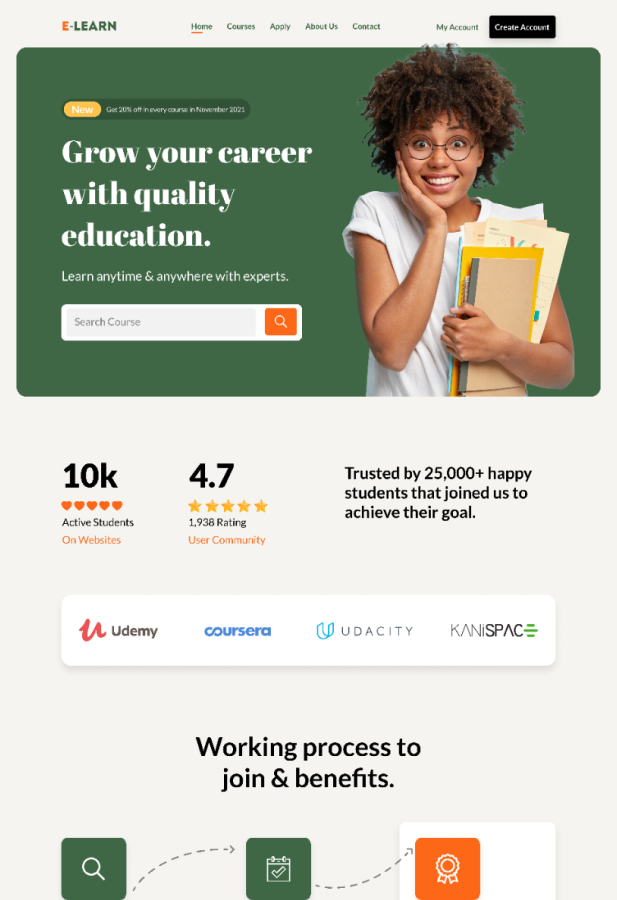 E-LEARN
Home Courses Apply About Us Contact
My Account Create Account
New Get 20% off in every course in November 2021
Grow your career
with quality
education.
Learn anytime & anywhere with experts.
Search Course
10k
Active Students
On Websites
4.7
1,938 Rating
User Community
Trusted by 25,000+ happy
students that joined us to
achieve their goal.
Udemy coursera UDACITY KANiSPACE
Working process to
join & benefits.